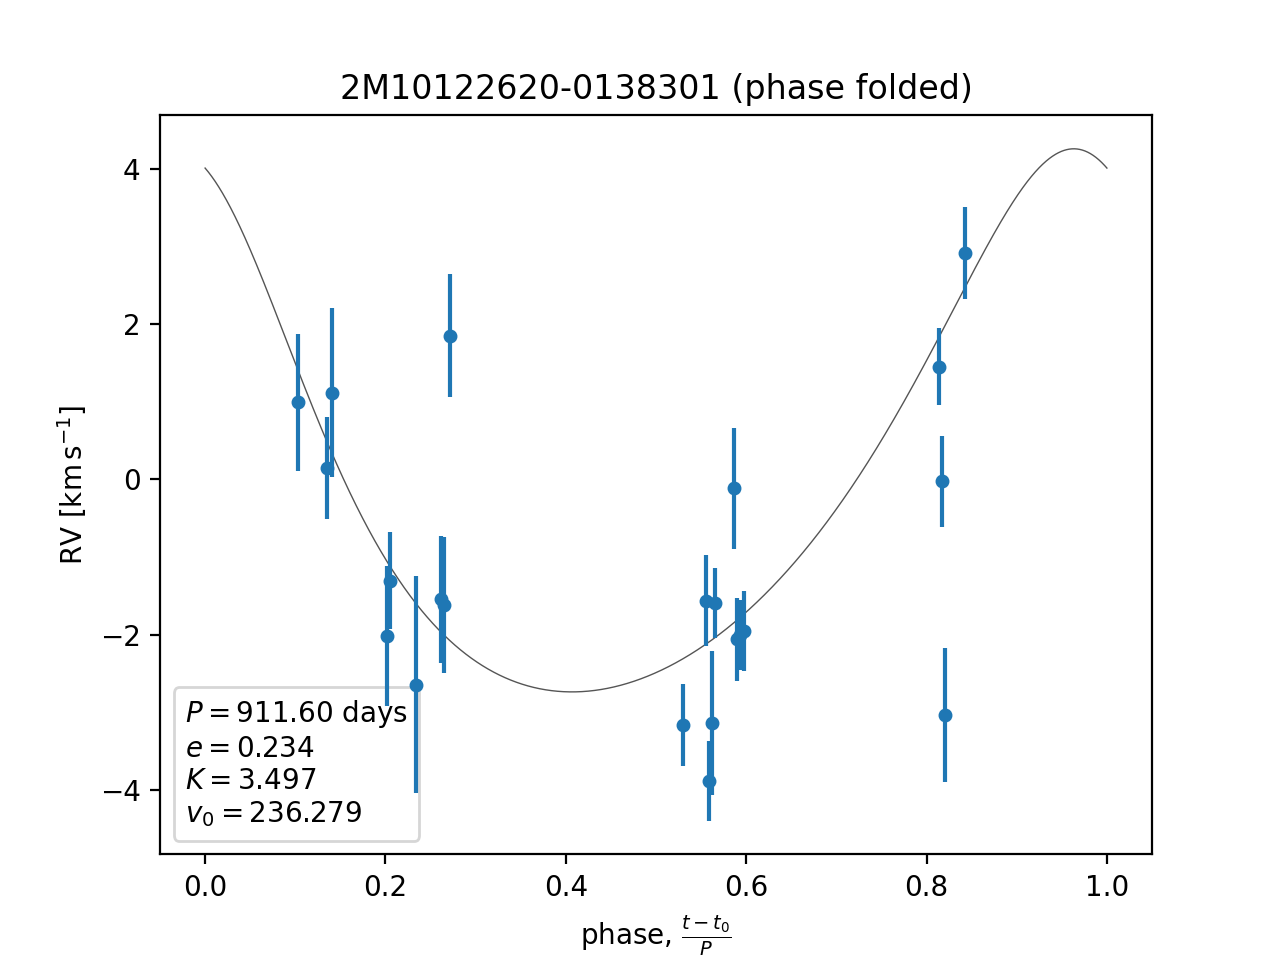 2M10122620-0138301 (phase folded)
RV [km s⁻¹]
4
2
0
−2
−4
P = 911.60 days
e = 0.234
K = 3.497
v₀ = 236.279
0.0 0.2 0.4 0.6 0.8 1.0
phase, (t − t₀)/P